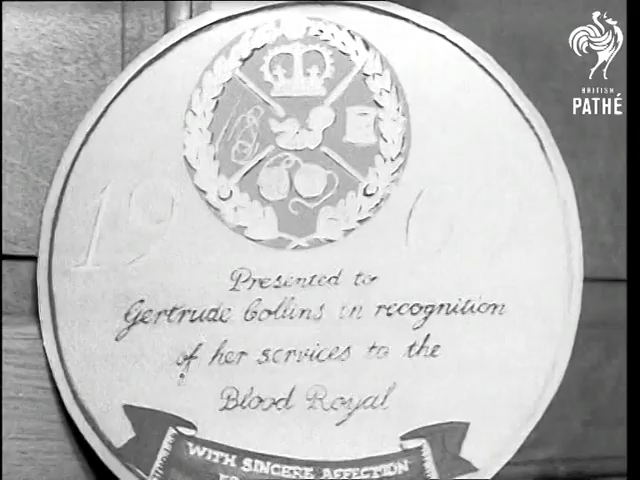 BRITISH
PATHÉ
19 6
Presented to
Gertrude Collins in recognition
of her services to the
Blood Royal
WITH SINCERE AFFECTION